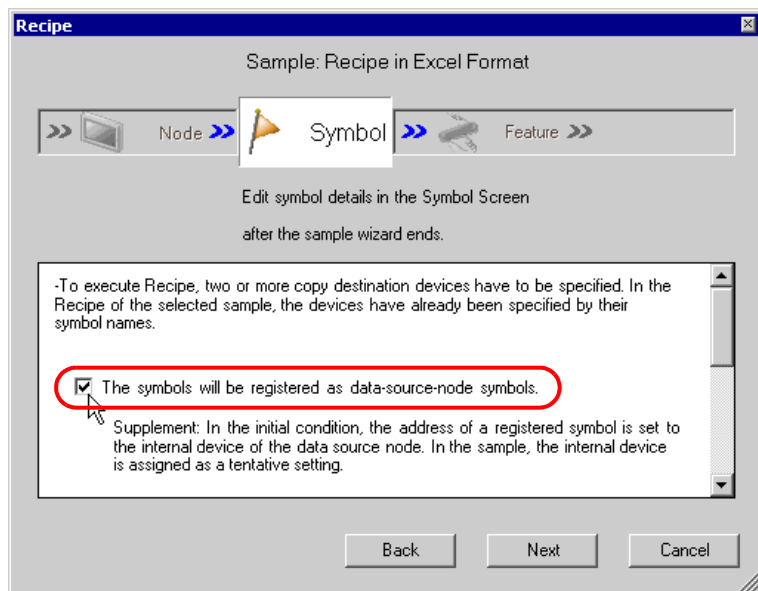 Recipe
Sample: Recipe in Excel Format
Node
Symbol
Feature
Edit symbol details in the Symbol Screen
after the sample wizard ends.
-To execute Recipe, two or more copy destination devices have to be specified. In the
Recipe of the selected sample, the devices have already been specified by their
symbol names.
The symbols will be registered as data-source-node symbols.
Supplement: In the initial condition, the address of a registered symbol is set to
the internal device of the data source node. In the sample, the internal device
is assigned as a tentative setting.
Back
Next
Cancel